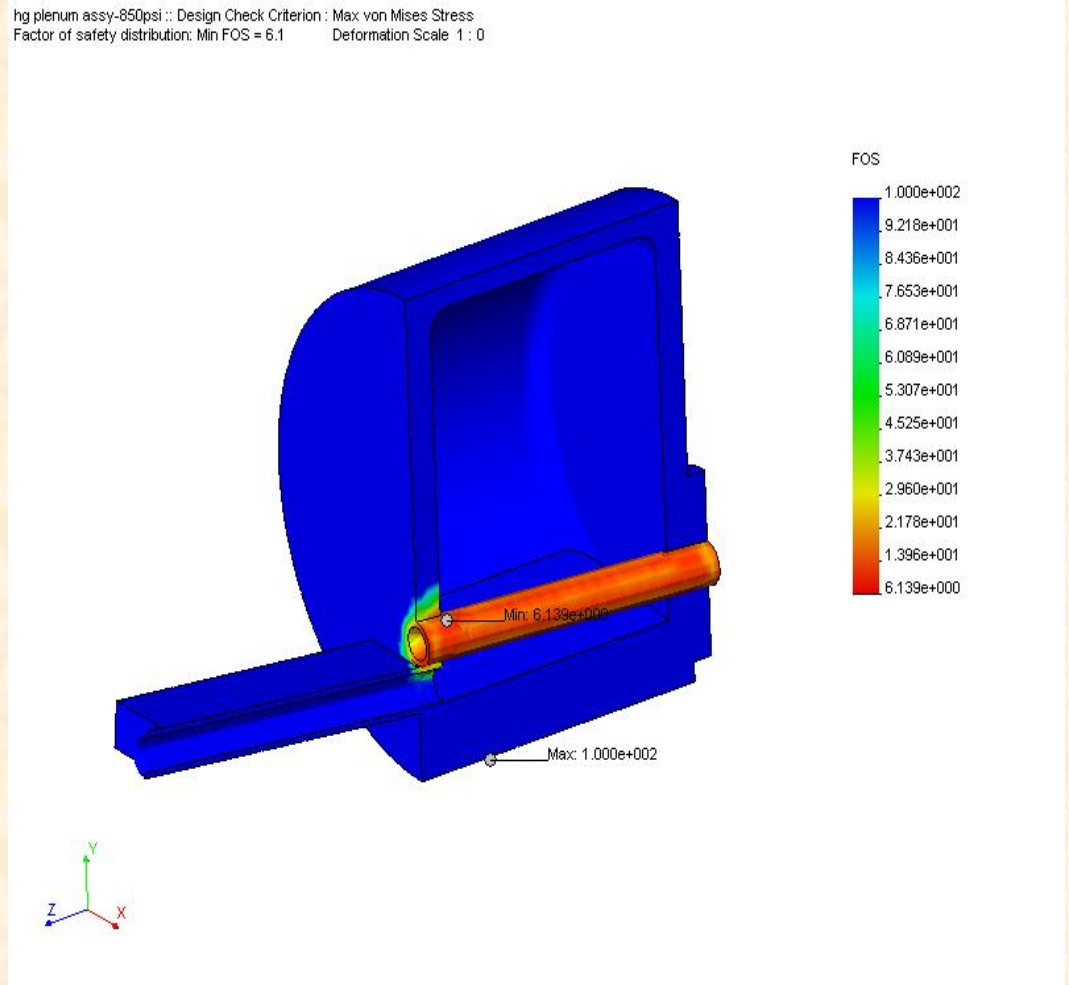 hg plenum assy-850psi :: Design Check Criterion : Max von Mises Stress
Factor of safety distribution: Min FOS = 6.1 Deformation Scale 1 : 0
FOS
1.000e+002
9.218e+001
8.436e+001
7.653e+001
6.871e+001
6.089e+001
5.307e+001
4.525e+001
3.743e+001
2.960e+001
2.178e+001
1.396e+001
6.139e+000
Min: 6.139e+000
Max: 1.000e+002
Y
Z
X